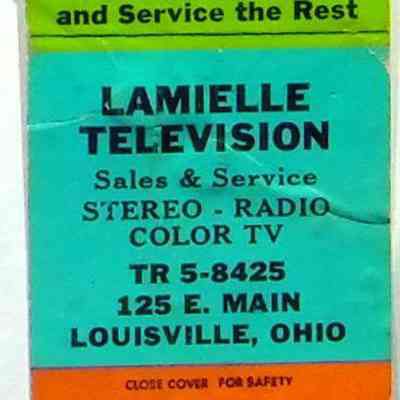 and Service the Rest
LAMIELLE
TELEVISION
Sales & Service
STEREO - RADIO
COLOR TV
TR 5-8425
125 E. MAIN
LOUISVILLE, OHIO
CLOSE COVER FOR SAFETY